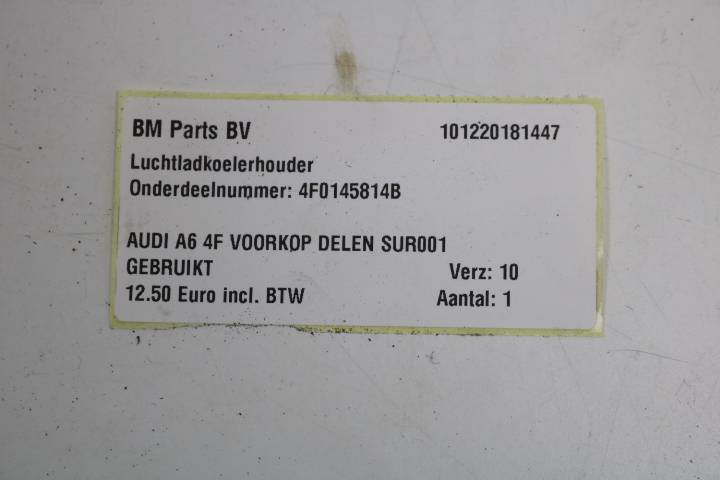 BM Parts BV 101220181447
Luchtladkoelerhouder
Onderdeelnummer: 4F0145814B
AUDI A6 4F VOORKOP DELEN SUR001
GEBRUIKT Verz: 10
12.50 Euro incl. BTW Aantal: 1